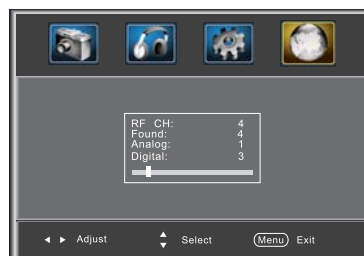 RF CH: 4
Found: 4
Analog: 1
Digital: 3
Adjust Select Menu Exit